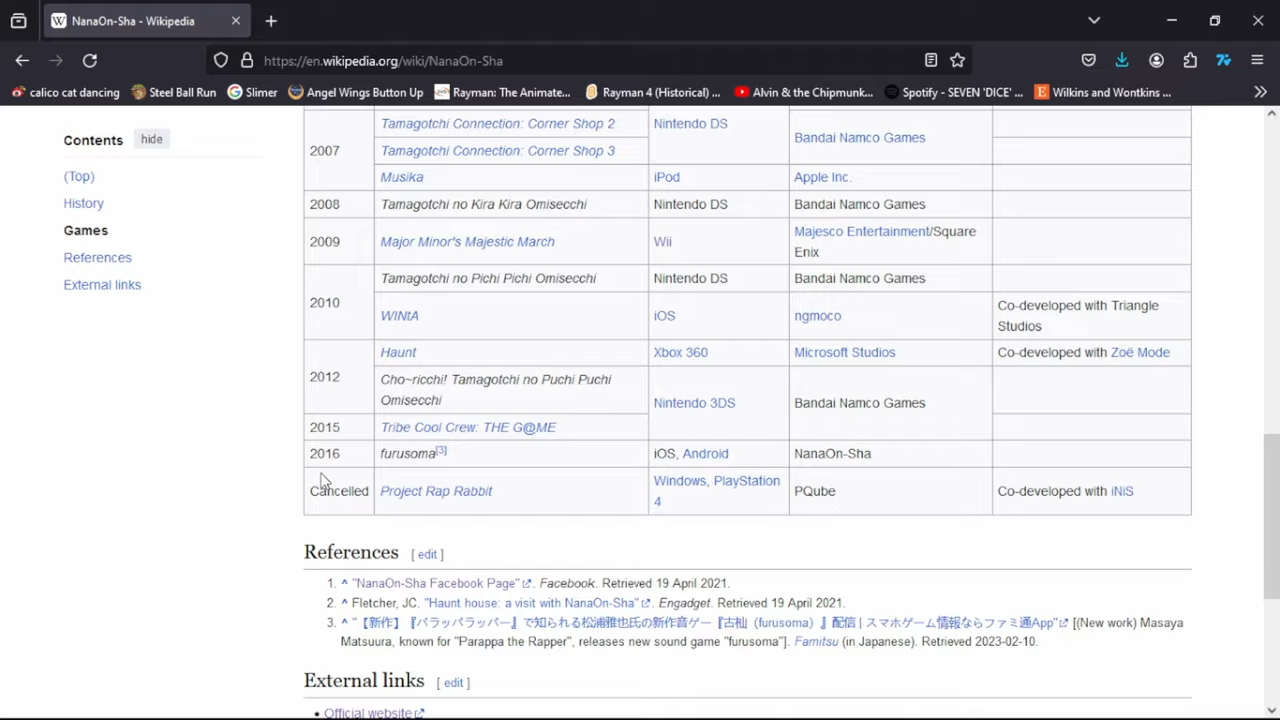 NanaOn-Sha - Wikipedia
https://en.wikipedia.org/wiki/NanaOn-Sha
calico cat dancing Steel Ball Run Slimer Angel Wings Button Up Rayman: The Animate... Rayman 4 (Historical) ... Alvin & the Chipmunk... Spotify - SEVEN 'DICE' ... Wilkins and Wontkins ...
Contents hide
(Top)
History
Games
References
External links
Tamagotchi Connection: Corner Shop 2 Nintendo DS
2007 Bandai Namco Games
Tamagotchi Connection: Corner Shop 3
Musika iPod Apple Inc.
2008 Tamagotchi no Kira Kira Omisecchi Nintendo DS Bandai Namco Games
2009 Major Minor's Majestic March Wii Majesco Entertainment/Square
Enix
Tamagotchi no Pichi Pichi Omisecchi Nintendo DS Bandai Namco Games
2010
WINtA iOS ngmoco Co-developed with Triangle
Studios
Haunt Xbox 360 Microsoft Studios Co-developed with Zoë Mode
2012 Cho~ricchi! Tamagotchi no Puchi Puchi
Omisecchi Nintendo 3DS Bandai Namco Games
2015 Tribe Cool Crew: THE G@ME
2016 furusoma[3] iOS, Android NanaOn-Sha
Cancelled Project Rap Rabbit Windows, PlayStation
4 PQube Co-developed with iNiS
References [ edit ]
1. ^ "NanaOn-Sha Facebook Page". Facebook. Retrieved 19 April 2021.
2. ^ Fletcher, JC. "Haunt house: a visit with NanaOn-Sha". Engadget. Retrieved 19 April 2021.
3. ^ "【新作】『パラッパラッパー』で知られる松浦雅也氏の新作音ゲー『古杣（furusoma）』配信 | スマホゲーム情報ならファミ通App" [(New work) Masaya
Matsuura, known for "Parappa the Rapper", releases new sound game "furusoma"]. Famitsu (in Japanese). Retrieved 2023-02-10.
External links [ edit ]
• Official website